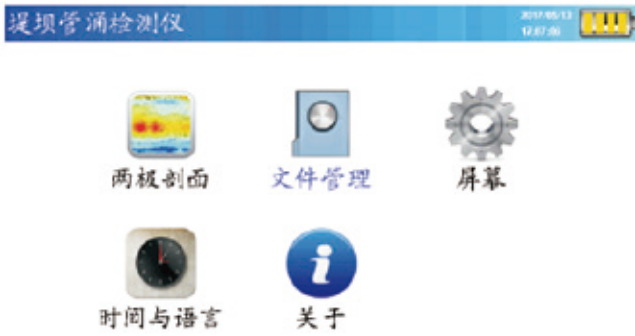 堤坝管涌检测仪
2017/05/13
12:07:06
两极剖面
文件管理
屏幕
时间与语言
关于